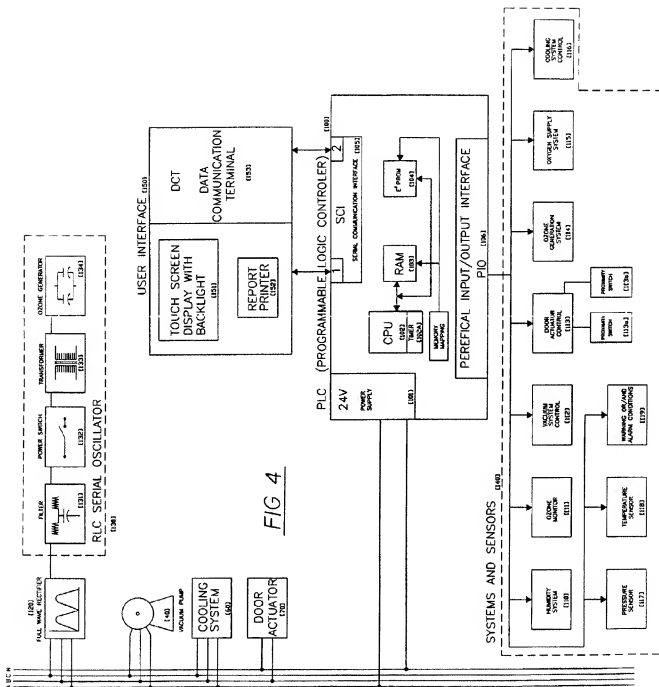 A B C N
FULL WAVE RECTIFIER
[120]
FILTER
[131]
POWER SWITCH
[132]
TRANSFORMER
[133]
OZONE GENERATOR
[134]
RLC SERIAL OSCILLATOR
[130]
VACUUM PUMP
[40]
COOLING
SYSTEM
[60]
DOOR
ACTUATOR
[70]
FIG 4
USER INTERFACE
[150]
TOUCH SCREEN
DISPLAY WITH
BACKLIGHT
[151]
REPORT
PRINTER
[152]
DCT
DATA
COMMUNICATION
TERMINAL
[153]
PLC (PROGRAMMABLE LOGIC CONTROLER)
[100]
24V
POWER
SUPPLY
[101]
1
SCI
2
SERIAL COMMUNICATION INTERFACE
[105]
CPU
[102]
TIMER
[102A]
RAM
[103]
E² PROM
[104]
MEMORY
MAPPING
PEREFICAL INPUT/OUTPUT INTERFACE
PIO
[106]
SYSTEMS AND SENSORS
[140]
HUMIDITY
SYSTEM
[110]
OZONE
MONITOR
[111]
VACUUM
SYSTEM
CONTROL
[112]
DOOR
ACTUATOR
CONTROL
[113]
OZONE
GENERATION
SYSTEM
[114]
OXYGEN SUPPLY
SYSTEM
[115]
COOLING
SYSTEM
CONTROL
[116]
PROXIMITY
SWITCH
[113a]
PROXIMITY
SWITCH
[113a]
PRESSURE
SENSOR
[117]
TEMPERATURE
SENSOR
[118]
WARNING OR/AND
ALARM CONDITIONS
[119]